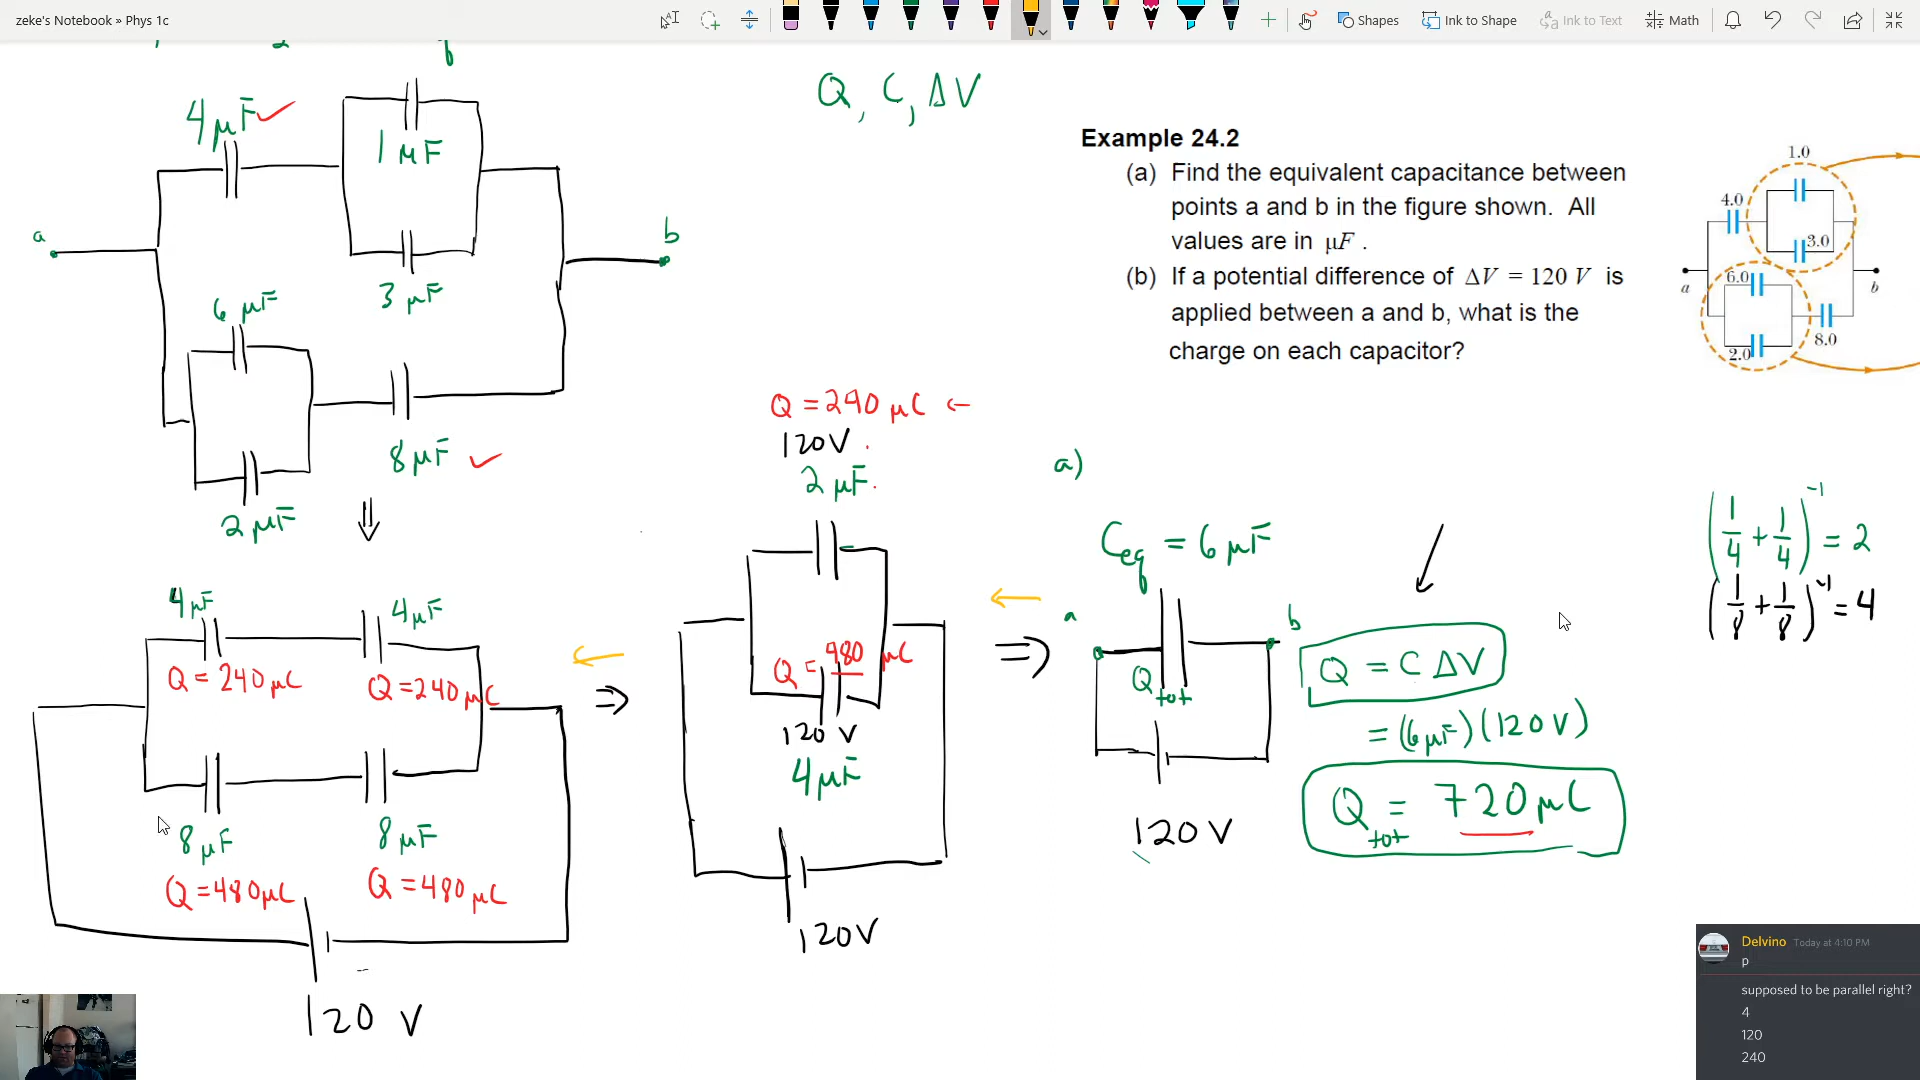 zeke's Notebook » Phys 1c
Shapes
Ink to Shape
Ink to Text
Math
Q, C, ΔV
4 μF ✓
1 μF
a
b
3 μF
6 μF
8 μF ✓
2 μF
⇓
Example 24.2
(a) Find the equivalent capacitance between
points a and b in the figure shown. All
values are in μF .
(b) If a potential difference of ΔV = 120 V is
applied between a and b, what is the
charge on each capacitor?
1.0
4.0
3.0
6.0
a
b
8.0
2.0
4 μF
4 μF
Q = 240 μC
Q = 240 μC
8 μF
8 μF
Q = 480 μC
Q = 480 μC
120 V
⇒
Q = 240 μC ←
120 V
2 μF
Q = 480 μC
120 V
4 μF
120 V
⇒
a)
Ceq = 6 μF
a
b
Qtot
120 V
Q = C ΔV
= (6 μF)(120 V)
Qtot = 720 μC
(1/4 + 1/4)⁻¹ = 2
(1/8 + 1/8)⁻¹ = 4
Delvino Today at 4:10 PM
p
supposed to be parallel right?
4
120
240